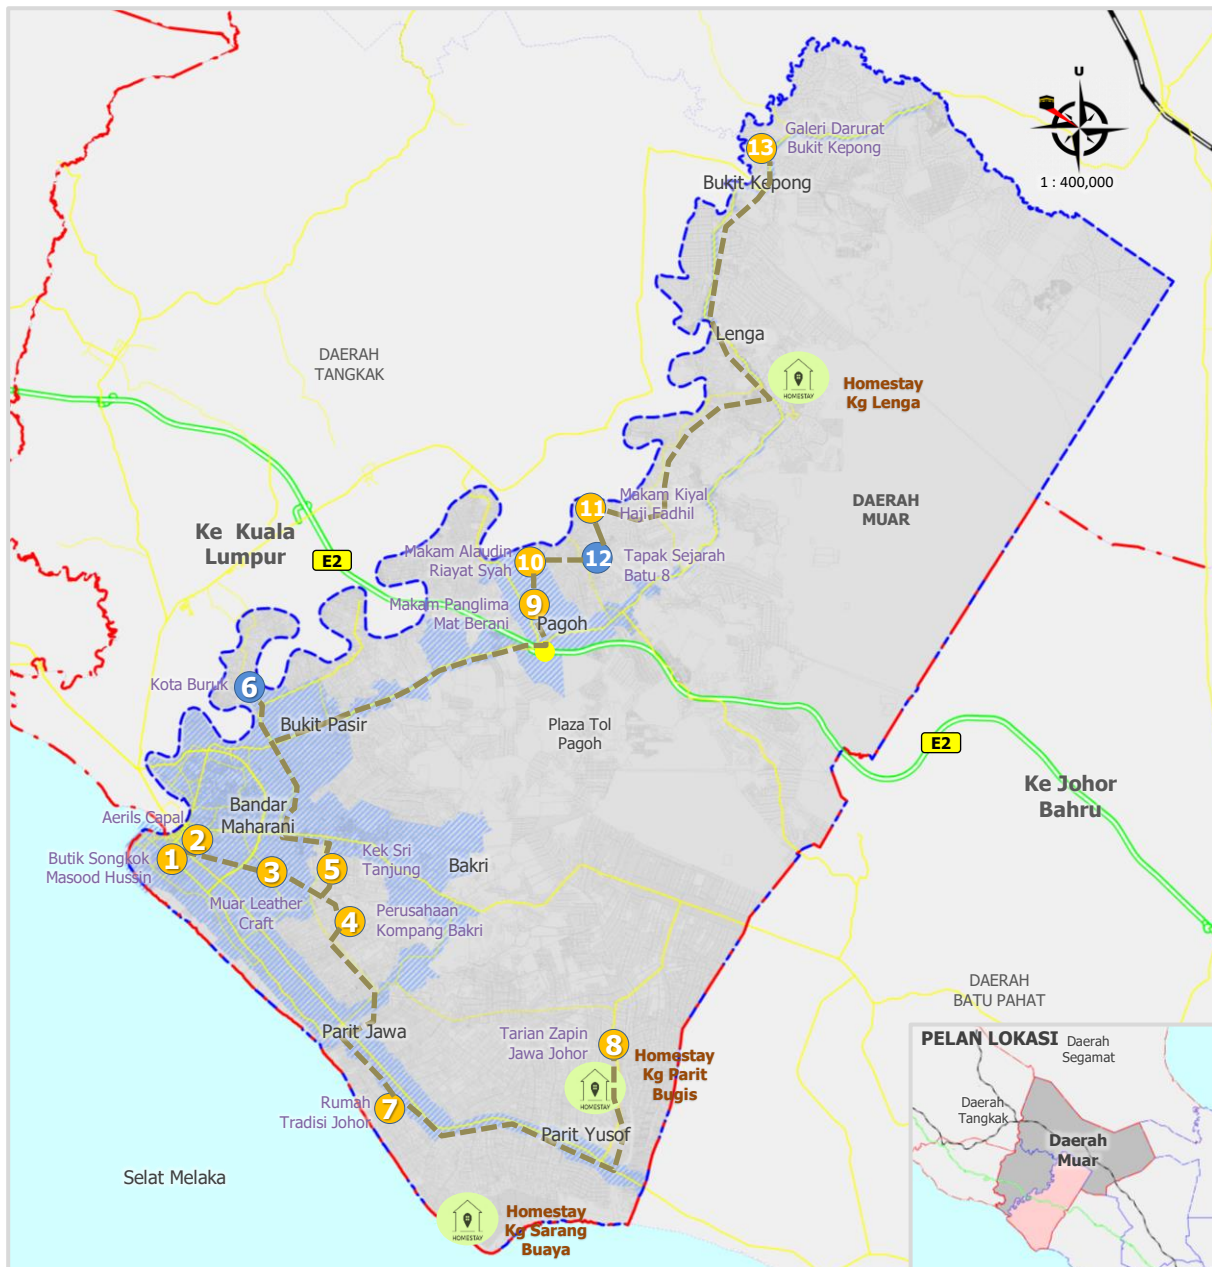 U
1 : 400,000
13
Galeri Darurat
Bukit Kepong
Bukit Kepong
Lenga
HOMESTAY
Homestay
Kg Lenga
DAERAH
TANGKAK
DAERAH
MUAR
11
Makam Kiyal
Haji Fadhil
Ke Kuala
Lumpur
E2
Makam Alaudin
Riayat Syah
10
12
Tapak Sejarah
Batu 8
Makam Panglima
Mat Berani
9
Pagoh
Kota Buruk
6
Bukit Pasir
Plaza Tol
Pagoh
E2
Ke Johor
Bahru
Bandar
Maharani
Aerils Capal
2
Butik Songkok
Masood Hussin
1
3
Muar Leather
Craft
5
Kek Sri
Tanjung
Bakri
4
Perusahaan
Kompang Bakri
DAERAH
BATU PAHAT
Parit Jawa
Tarian Zapin
Jawa Johor
8
Homestay
Kg Parit
Bugis
HOMESTAY
Rumah
Tradisi Johor
7
Parit Yusof
Selat Melaka
HOMESTAY
Homestay
Kg Sarang
Buaya
PELAN LOKASI
Daerah
Segamat
Daerah
Tangkak
Daerah
Muar